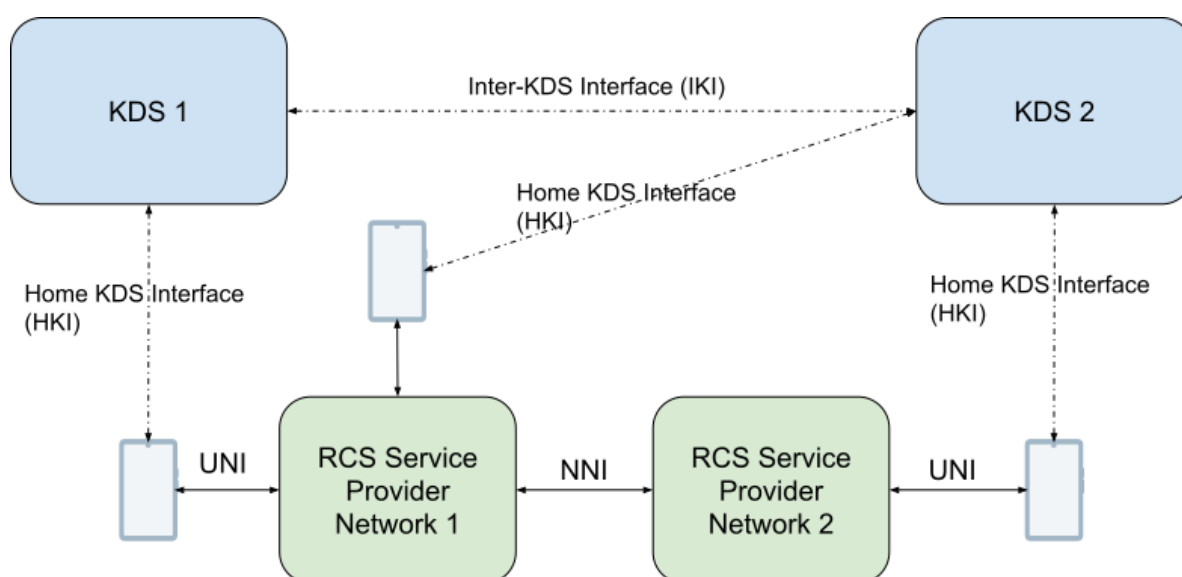 KDS 1
Inter-KDS Interface (IKI)
KDS 2
Home KDS Interface
(HKI)
Home KDS Interface
(HKI)
Home KDS Interface
(HKI)
UNI
RCS Service
Provider
Network 1
NNI
RCS Service
Provider
Network 2
UNI